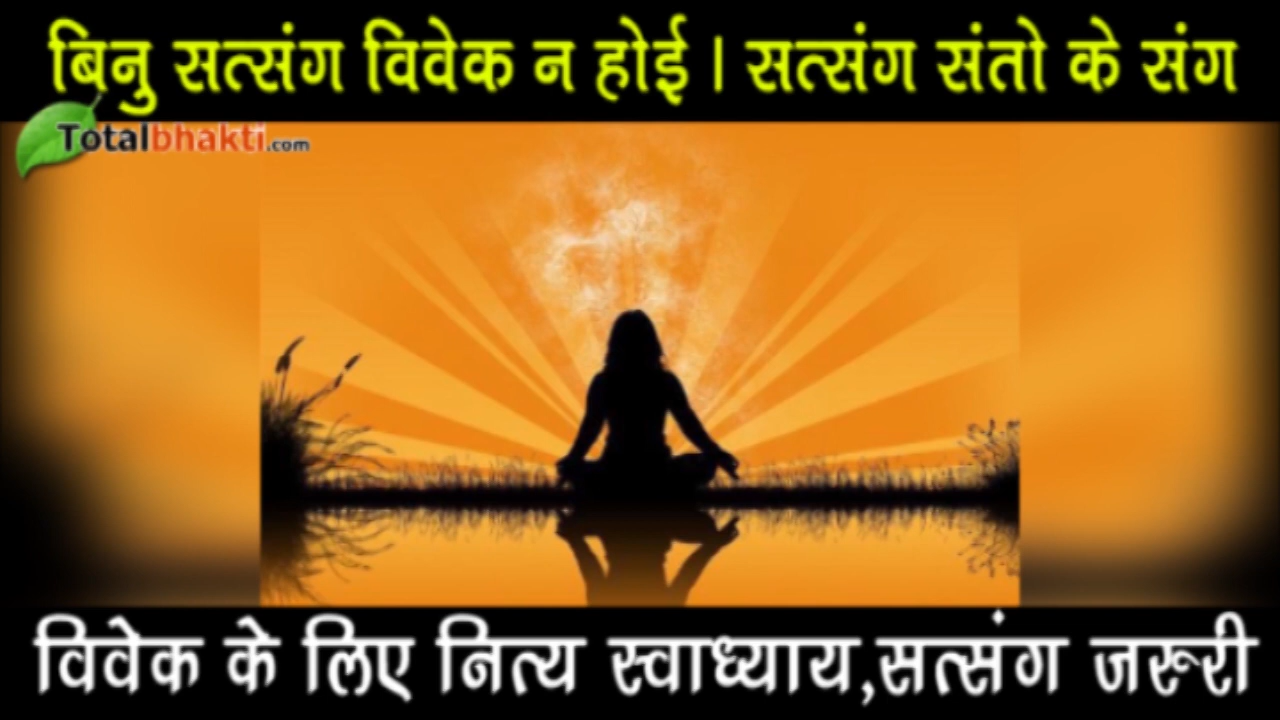 बिनु सत्संग विवेक न होई । सत्संग संतो के संग
Totalbhakti.com
विवेक के लिए नित्य स्वाध्याय,सत्संग जरूरी